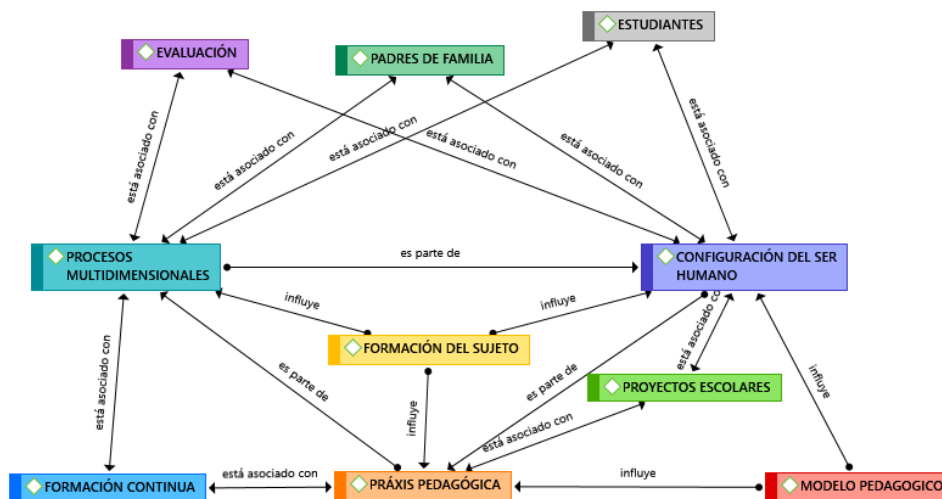 ESTUDIANTES
EVALUACIÓN
PADRES DE FAMILIA
está asociado con
está asociado con
está asociado con
está asociado con
está asociado con
está asociado con
PROCESOS
MULTIDIMENSIONALES
es parte de
CONFIGURACIÓN DEL SER
HUMANO
influye
influye
está asociado con
FORMACIÓN DEL SUJETO
está asociado con
es parte de
es parte de
influye
PROYECTOS ESCOLARES
influye
está asociado con
está asociado con
influye
FORMACIÓN CONTINUA
PRÁXIS PEDAGÓGICA
MODELO PEDAGOGICO